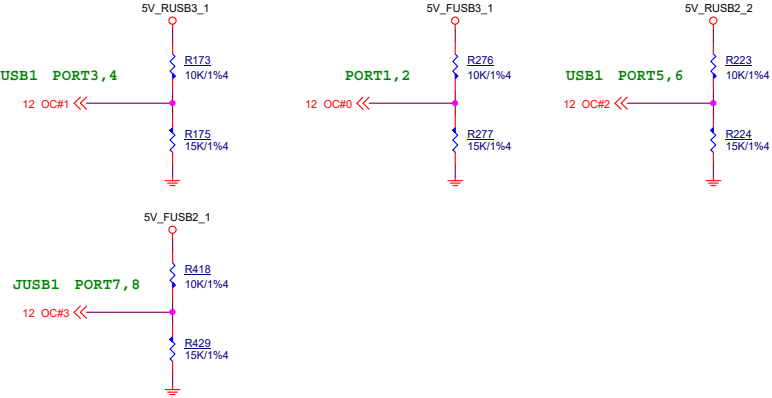 5V_RUSB3_1
R173
10K/1%4
USB1 PORT3,4
12 OC#1
R175
15K/1%4
5V_FUSB3_1
R276
10K/1%4
PORT1,2
12 OC#0
R277
15K/1%4
5V_RUSB2_2
R223
10K/1%4
USB1 PORT5,6
12 OC#2
R224
15K/1%4
5V_FUSB2_1
R418
10K/1%4
JUSB1 PORT7,8
12 OC#3
R429
15K/1%4